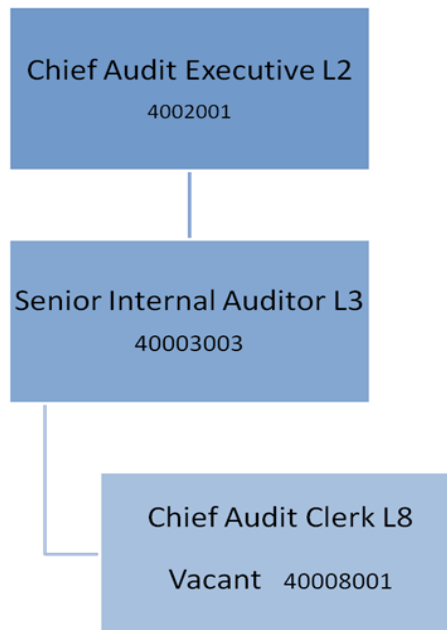 Chief Audit Executive L2
4002001
Senior Internal Auditor L3
40003003
Chief Audit Clerk L8
Vacant 40008001